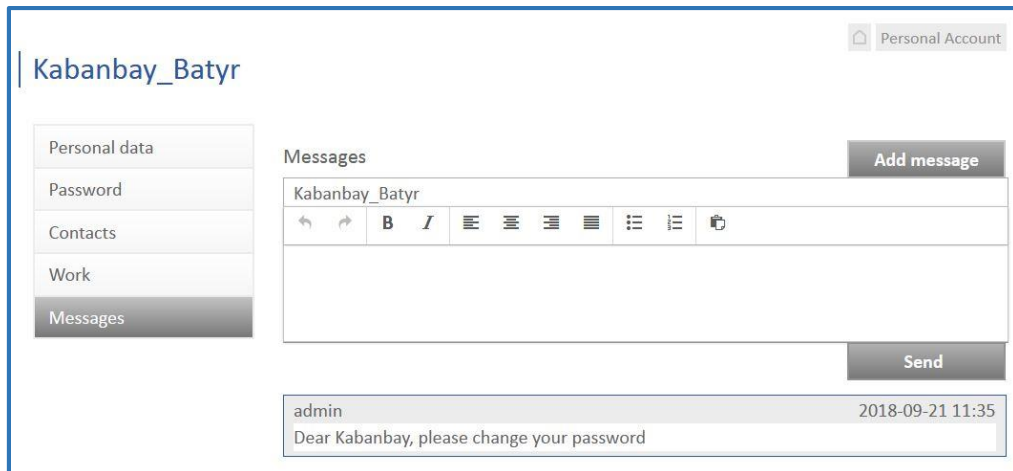 Personal Account
Kabanbay_Batyr
Personal data
Password
Contacts
Work
Messages
Messages
Add message
Kabanbay_Batyr
B I
Send
admin 2018-09-21 11:35
Dear Kabanbay, please change your password